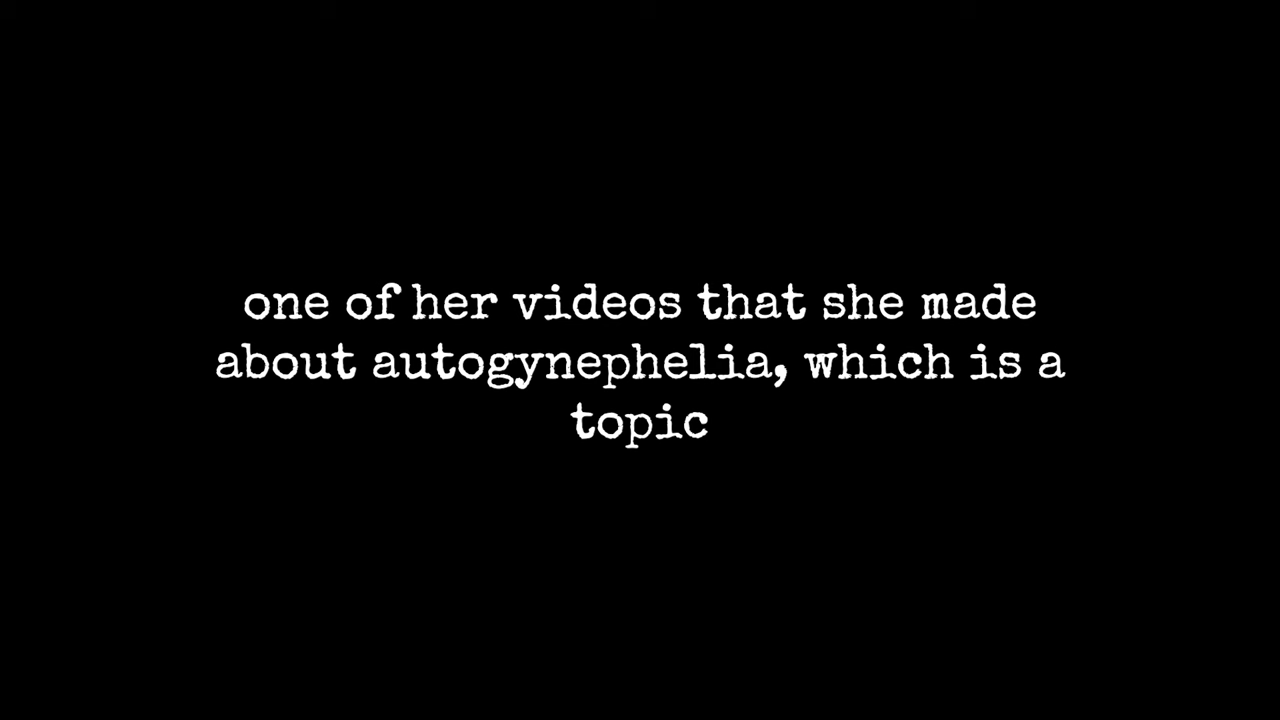 one of her videos that she made
about autogynephelia, which is a
topic